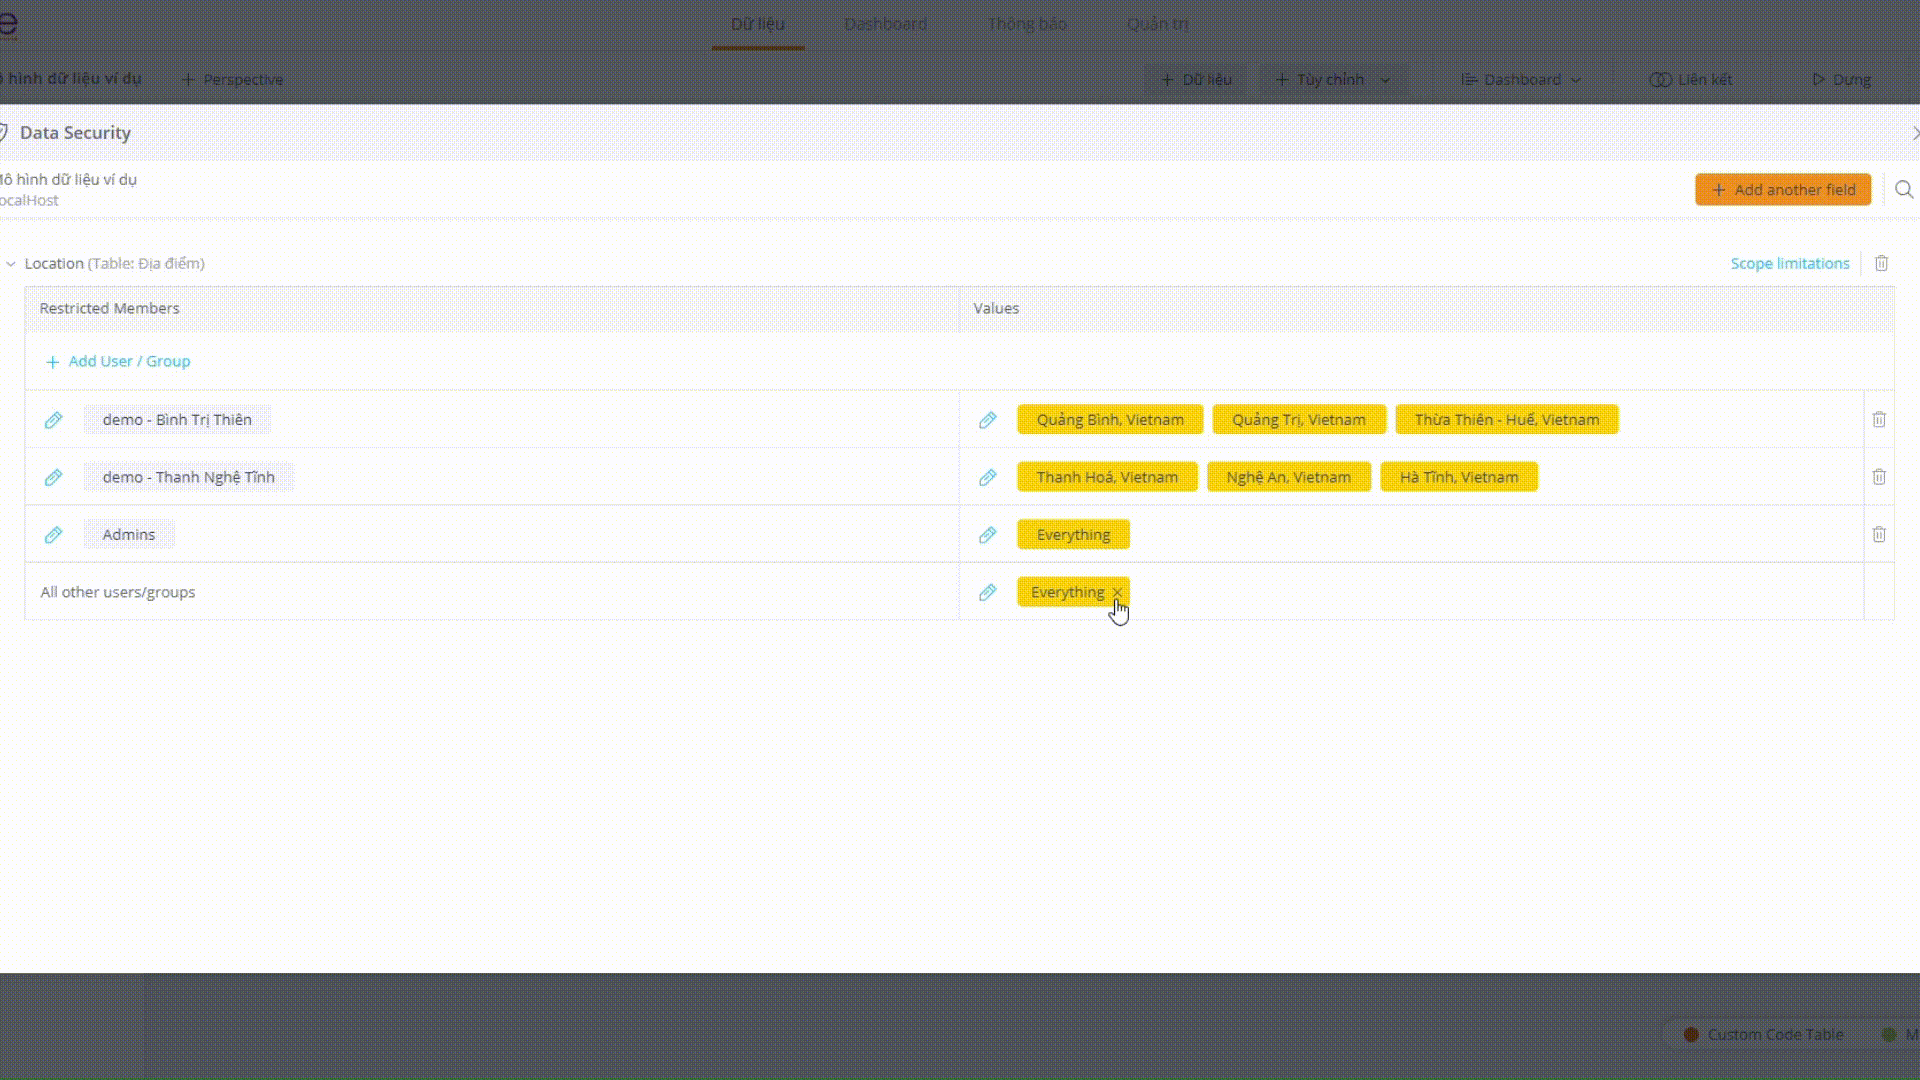 e
Dữ liệu Dashboard Thông báo Quản trị
hình dữ liệu ví dụ + Perspective + Dữ liệu + Tùy chỉnh Dashboard Liên kết Dựng
Data Security
Mô hình dữ liệu ví dụ
ocalHost
+ Add another field
Location (Table: Địa điểm) Scope limitations
Restricted Members Values
+ Add User / Group
demo - Bình Trị Thiên Quảng Bình, Vietnam Quảng Trị, Vietnam Thừa Thiên - Huế, Vietnam
demo - Thanh Nghệ Tĩnh Thanh Hoá, Vietnam Nghệ An, Vietnam Hà Tĩnh, Vietnam
Admins Everything
All other users/groups Everything ×
Custom Code Table M